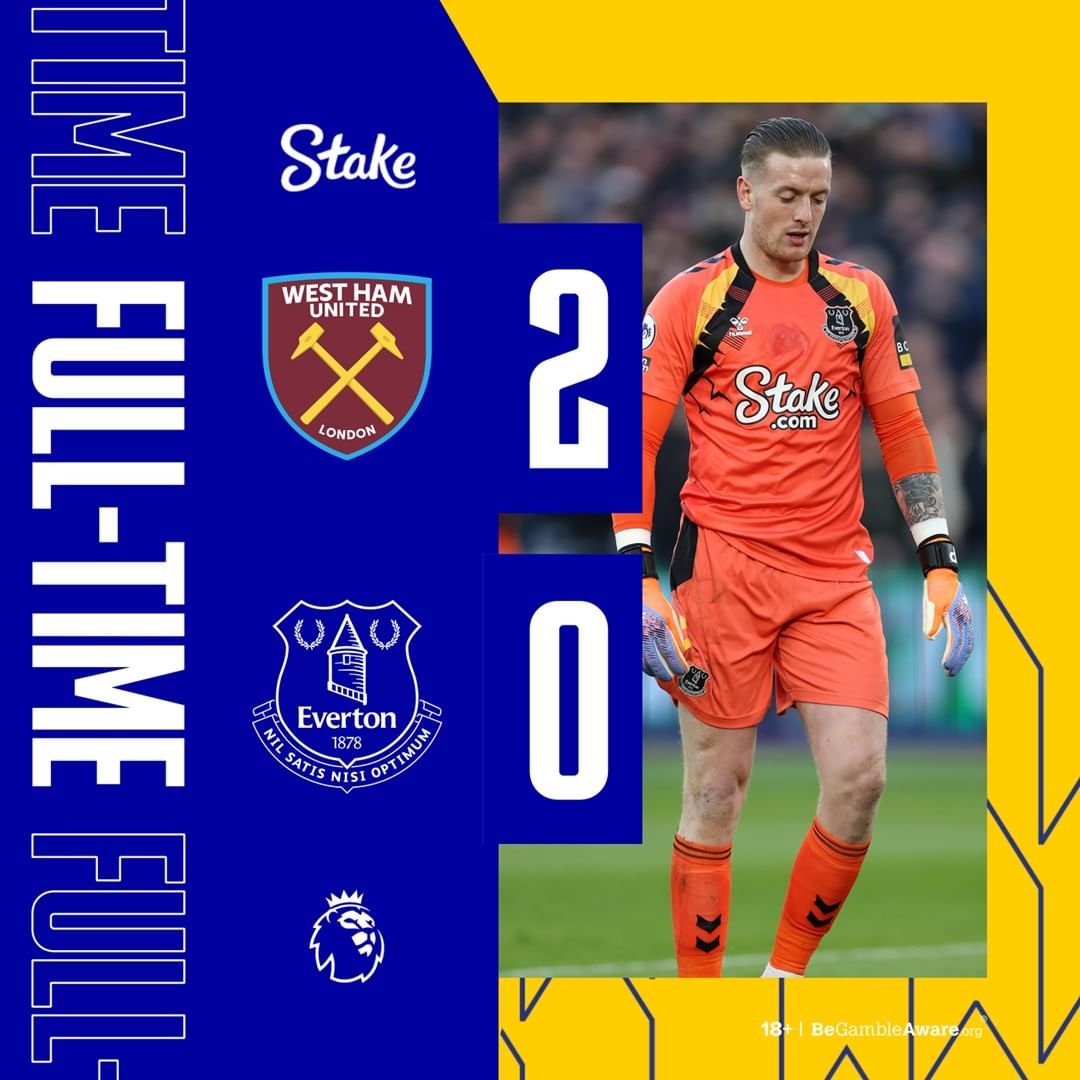 TIME FULL-TIME FULL-
Stake
WEST HAM
UNITED
LONDON
2
Everton
1878
NIL SATIS NISI OPTIMUM
0
hummel
Everton
Stake
.com
18+ | BeGambleAware.org